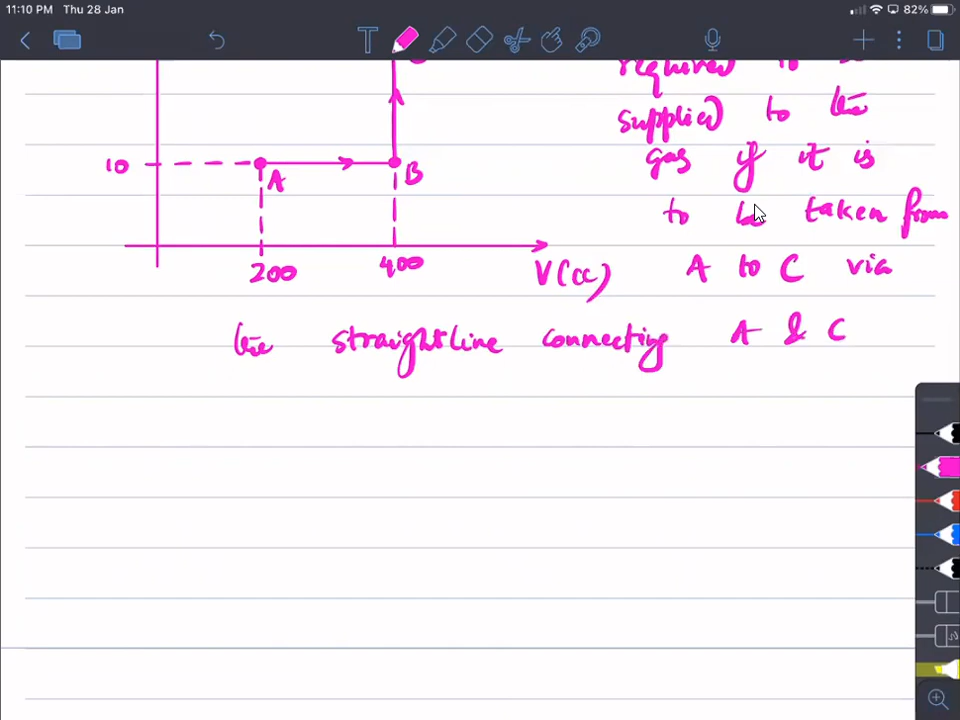 11:10 PM Thu 28 Jan
82%
T
required
supplied to the
10
A
B
gas if it is
to be taken from
200
400
V(cc)
A to C via
the straightline connecting A & C